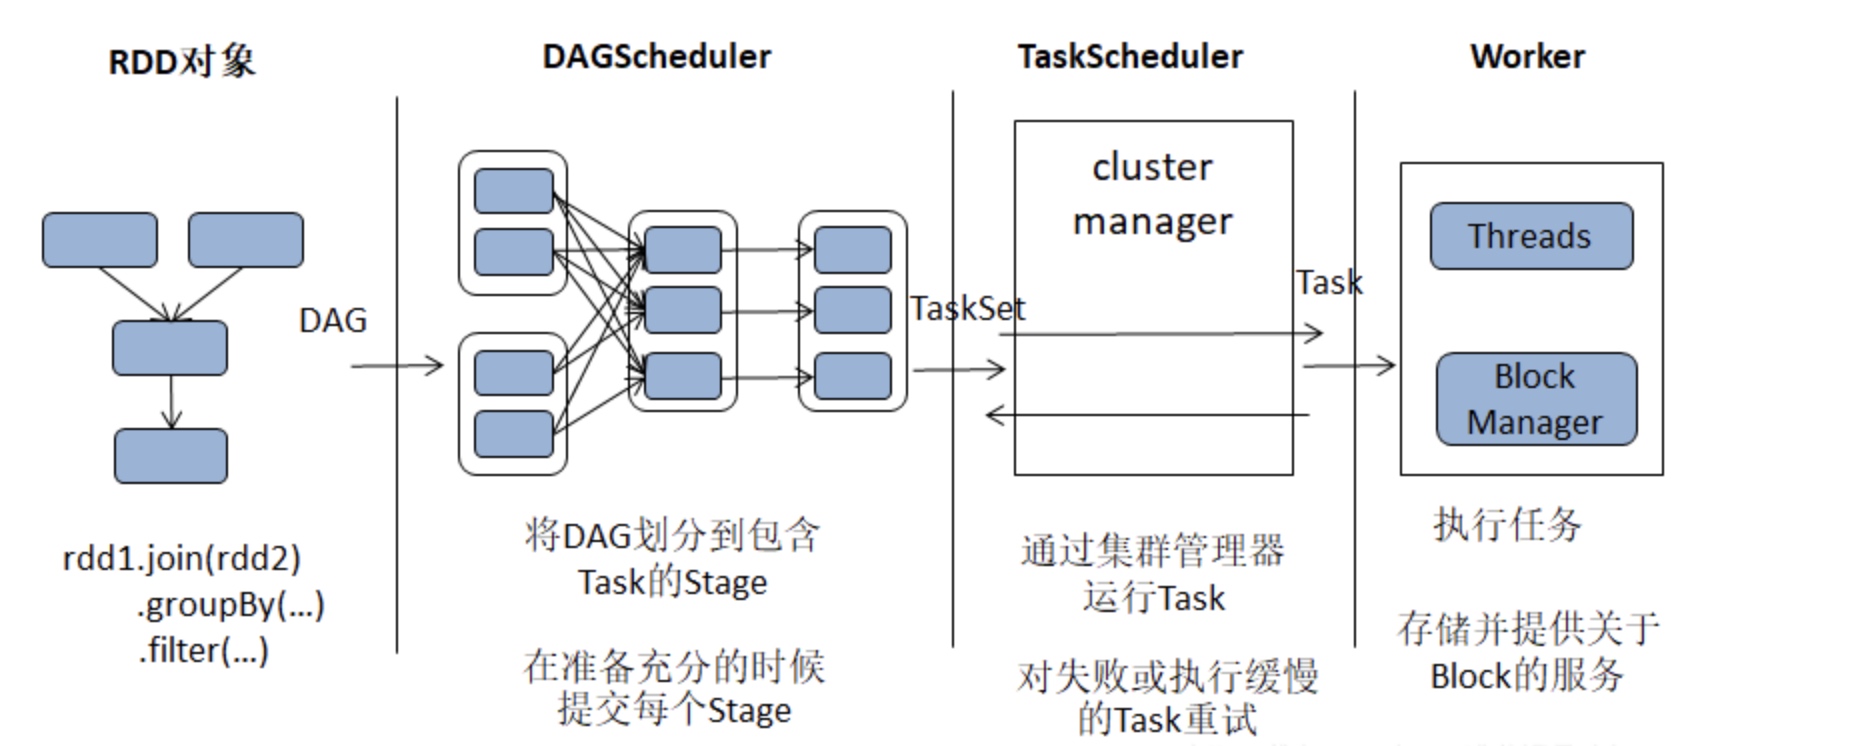 RDD对象
DAGScheduler
TaskScheduler
Worker
DAG
TaskSet
cluster
manager
Task
Threads
Block
Manager
rdd1.join(rdd2)
.groupBy(...)
.filter(...)
将DAG划分到包含
Task的Stage
在准备充分的时候
提交每个Stage
通过集群管理器
运行Task
对失败或执行缓慢
的Task重试
执行任务
存储并提供关于
Block的服务